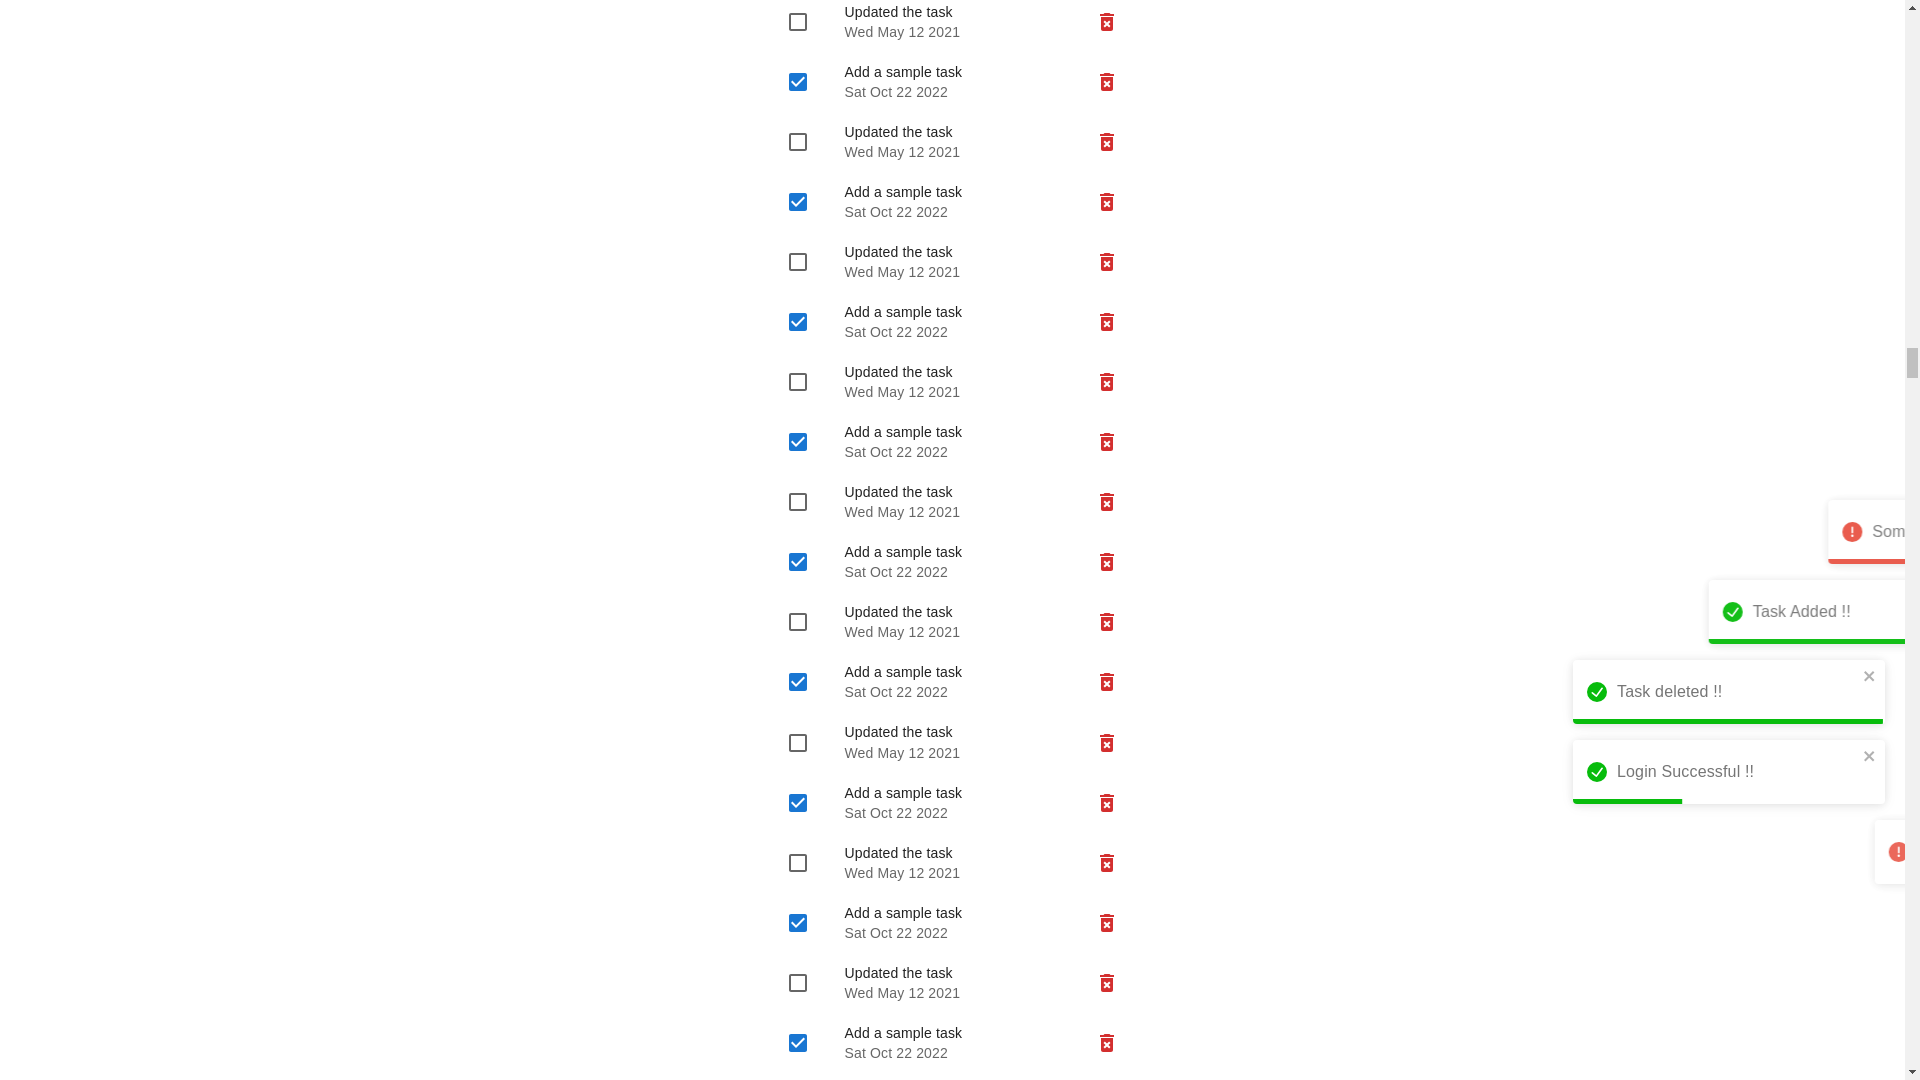 Updated the task
Wed May 12 2021
Add a sample task
Sat Oct 22 2022
Updated the task
Wed May 12 2021
Add a sample task
Sat Oct 22 2022
Updated the task
Wed May 12 2021
Add a sample task
Sat Oct 22 2022
Updated the task
Wed May 12 2021
Add a sample task
Sat Oct 22 2022
Updated the task
Wed May 12 2021
Add a sample task
Sat Oct 22 2022
Updated the task
Wed May 12 2021
Add a sample task
Sat Oct 22 2022
Updated the task
Wed May 12 2021
Add a sample task
Sat Oct 22 2022
Updated the task
Wed May 12 2021
Add a sample task
Sat Oct 22 2022
Updated the task
Wed May 12 2021
Add a sample task
Sat Oct 22 2022
Som
Task Added !!
Task deleted !!
Login Successful !!